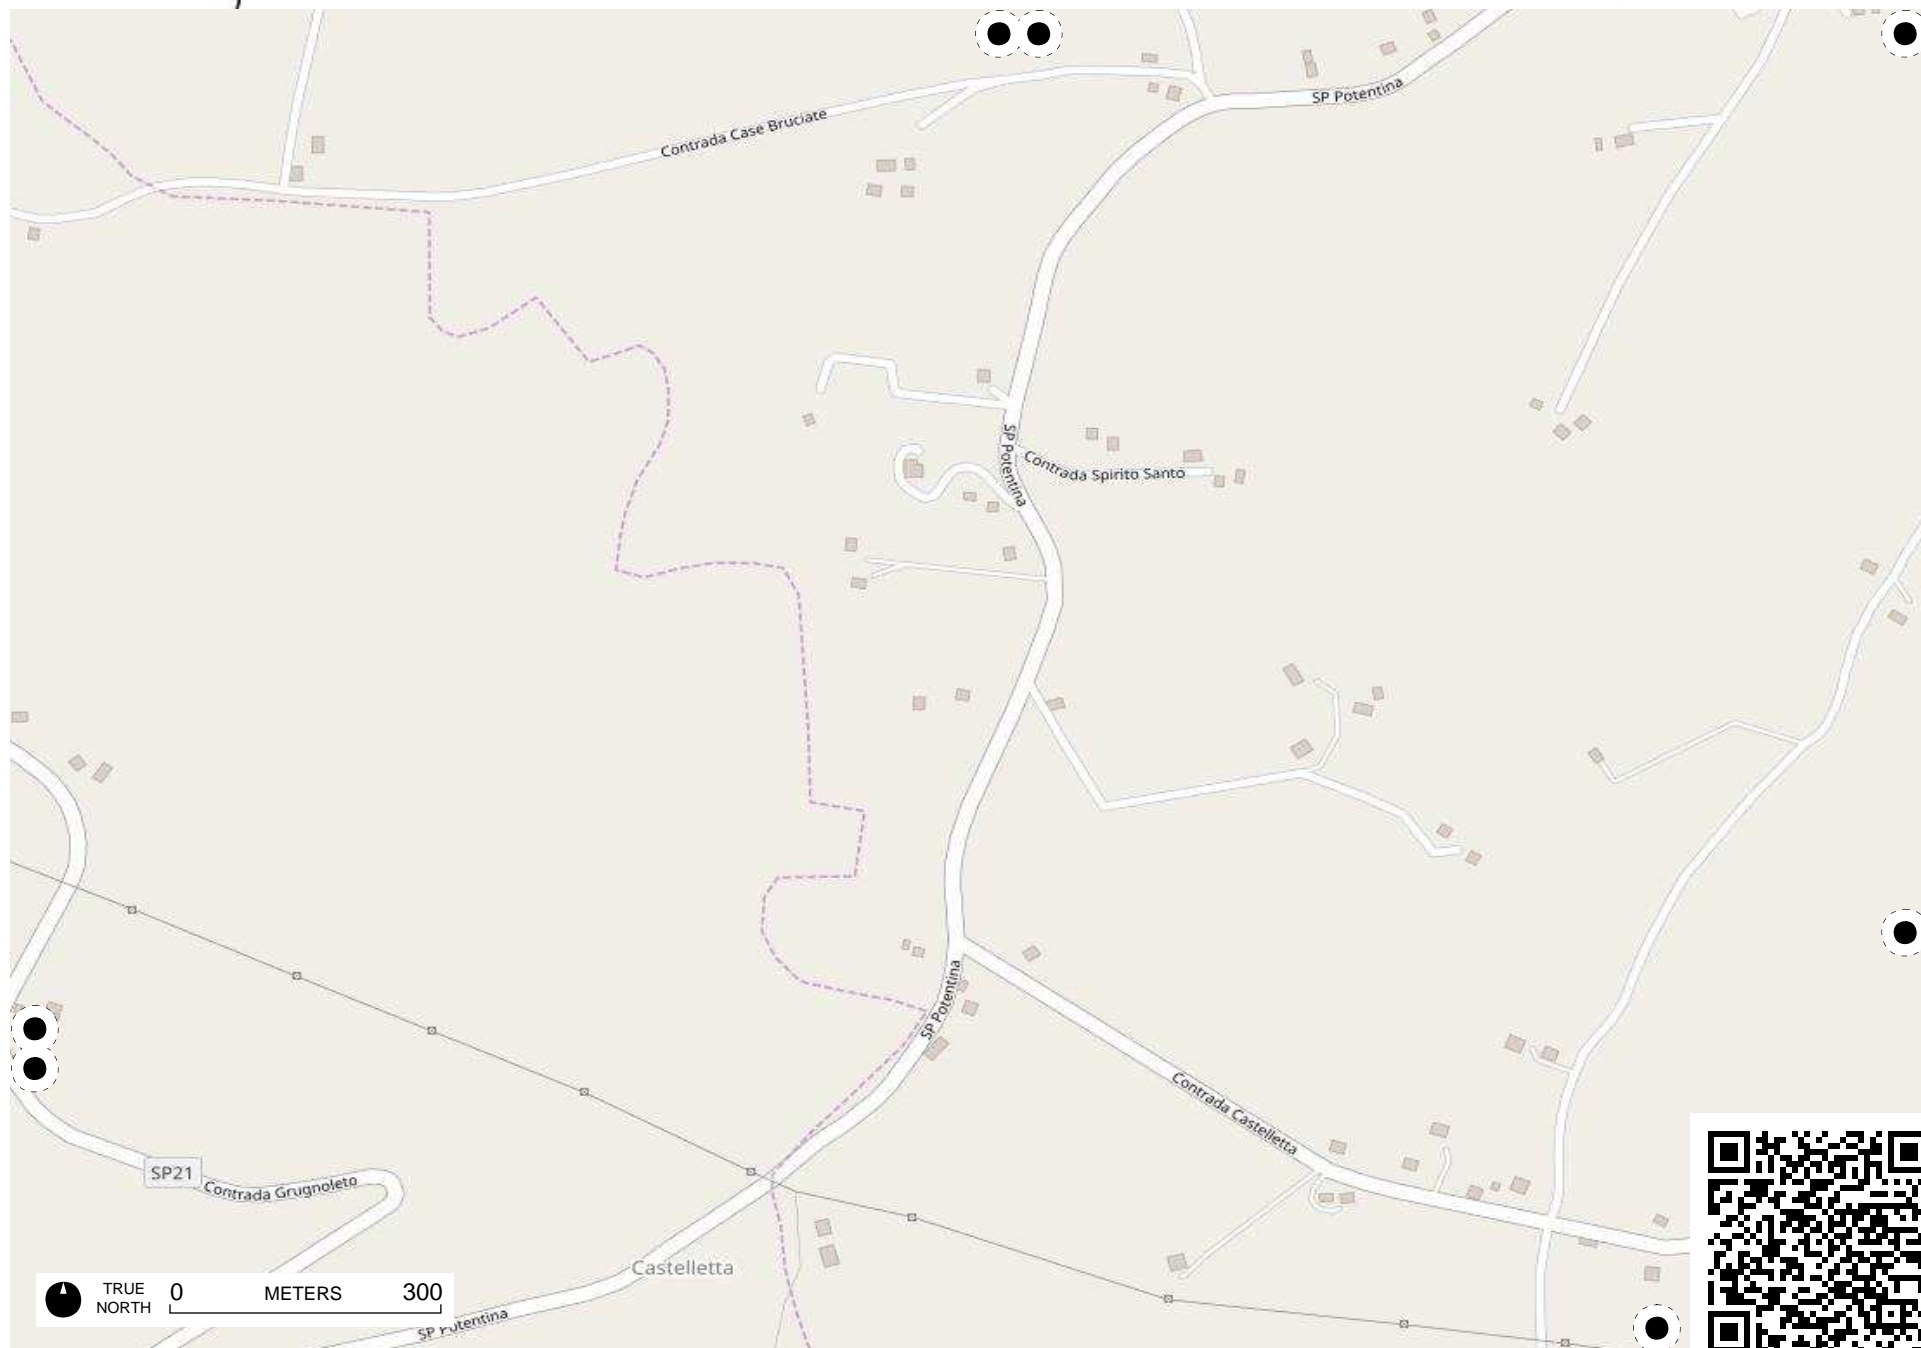 SP Potentina
Contrada Case Bruciate
SP Potentina
Contrada Spirito Santo
SP Potentina
Contrada Castelletta
SP21
Contrada Grugnoleto
Castelletta
TRUE
NORTH
0 METERS 300
SP Potentina